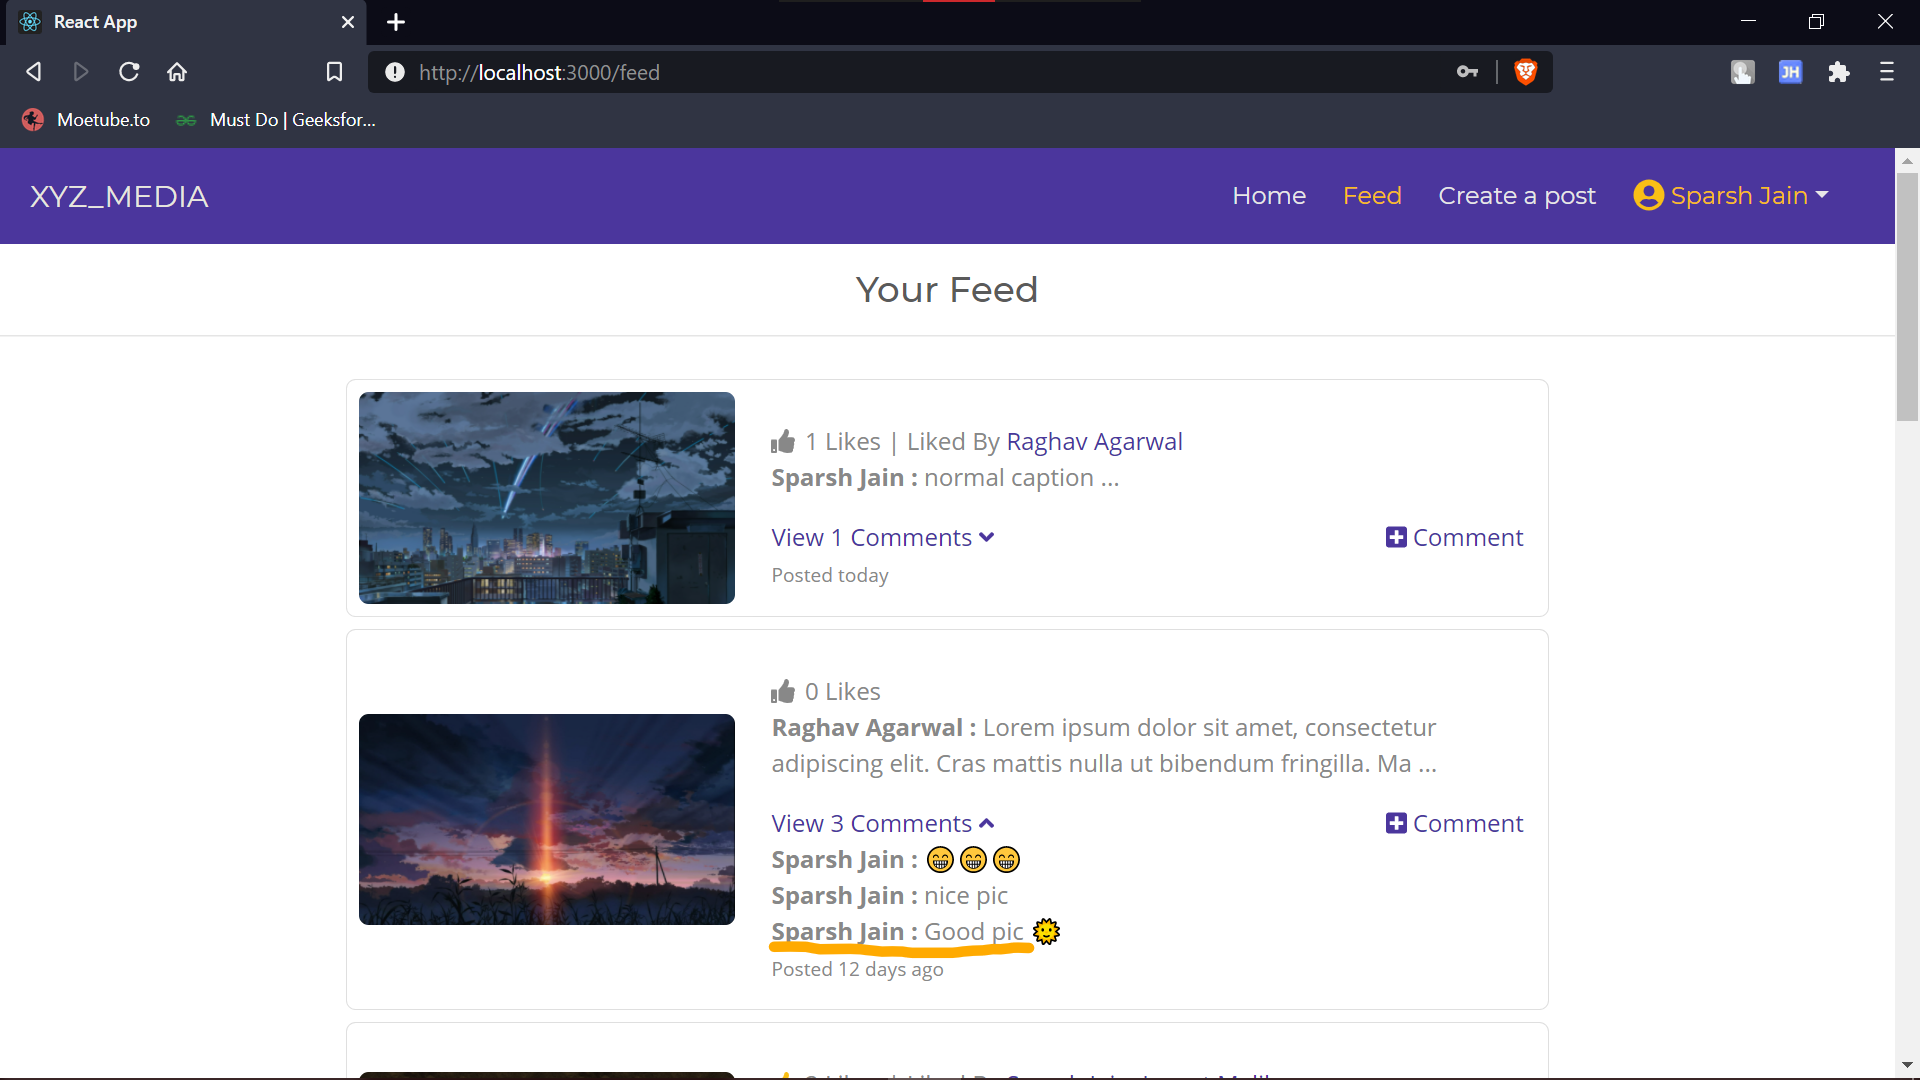 React App
http://localhost:3000/feed
JH
Moetube.to
Must Do | Geeksfor...
XYZ_MEDIA
Home
Feed
Create a post
Sparsh Jain
Your Feed
1 Likes | Liked By Raghav Agarwal
Sparsh Jain : normal caption ...
View 1 Comments
Comment
Posted today
0 Likes
Raghav Agarwal : Lorem ipsum dolor sit amet, consectetur
adipiscing elit. Cras mattis nulla ut bibendum fringilla. Ma ...
View 3 Comments
Comment
Sparsh Jain : 😁😁😁
Sparsh Jain : nice pic
Sparsh Jain : Good pic 🌞
Posted 12 days ago